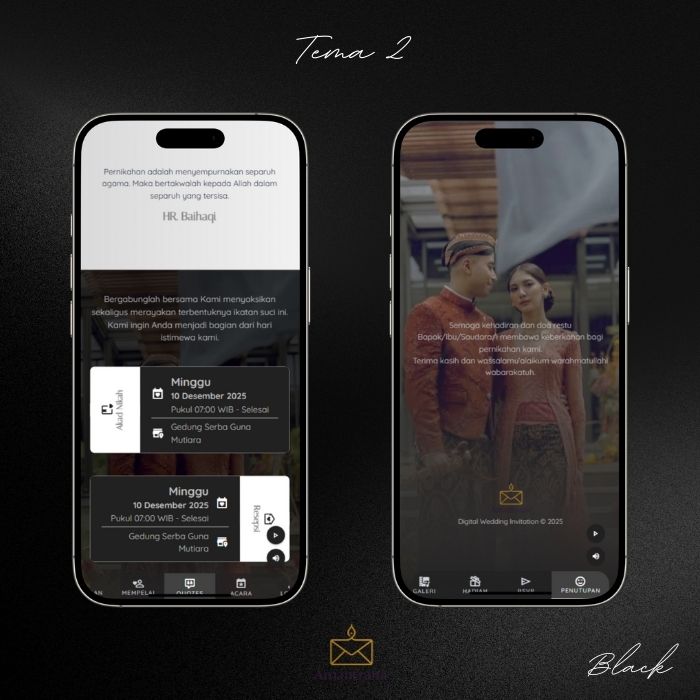 Tema 2
Pernikahan adalah menyempurnakan separuh
agama. Maka bertakwalah kepada Allah dalam
separuh yang tersisa.
HR. Baihaqi
Bergabunglah bersama Kami menyaksikan
sekaligus merayakan terbentuknya ikatan suci ini.
Kami ingin Anda menjadi bagian dari hari
istimewa kami.
Akad Nikah
Minggu
10 Desember 2025
Pukul 07:00 WIB - Selesai
Gedung Serba Guna
Mutiara
Minggu
10 Desember 2025
Pukul 07:00 WIB - Selesai
Gedung Serba Guna
Mutiara
Resepsi
AN MEMPELAI QUOTES ACARA
Semoga kehadiran dan doa restu
Bapak/Ibu/Saudara/i membawa keberkahan bagi
pernikahan kami.
Terima kasih dan wassalamu'alaikum warahmatullahi
wabarakatuh.
Digital Wedding Invitation © 2025
GALERI HADIAH RSVP PENUTUPAN
Black